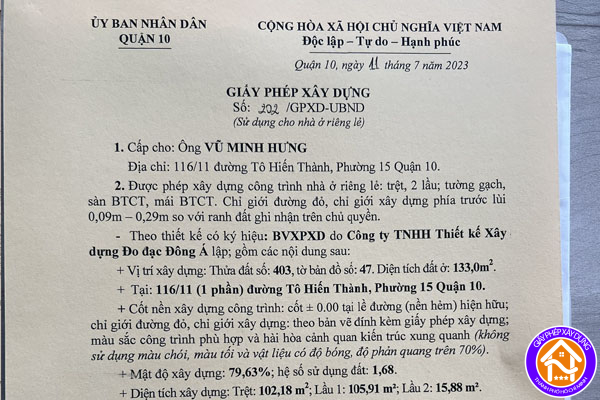 ỦY BAN NHÂN DÂN
QUẬN 10
CỘNG HÒA XÃ HỘI CHỦ NGHĨA VIỆT NAM
Độc lập – Tự do – Hạnh phúc
Quận 10, ngày 11 tháng 7 năm 2023
GIẤY PHÉP XÂY DỰNG
Số: 202 /GPXD-UBND
(Sử dụng cho nhà ở riêng lẻ)
1. Cấp cho: Ông VŨ MINH HƯNG
Địa chỉ: 116/11 đường Tô Hiến Thành, Phường 15 Quận 10.
2. Được phép xây dựng công trình nhà ở riêng lẻ: trệt, 2 lầu; tường gạch,
sàn BTCT, mái BTCT. Chỉ giới đường đỏ, chỉ giới xây dựng phía trước lùi
0,09m – 0,29m so với ranh đất ghi nhận trên chủ quyền.
- Theo thiết kế có ký hiệu: BVXPXD do Công ty TNHH Thiết kế Xây
dựng Đo đạc Đông Á lập; gồm các nội dung sau:
+ Vị trí xây dựng: Thửa đất số: 403, tờ bản đồ số: 47. Diện tích đất ở: 133,0m².
+ Tại: 116/11 (1 phần) đường Tô Hiến Thành, Phường 15 Quận 10.
+ Cốt nền xây dựng công trình: cốt ± 0.00 tại lề đường (nền hẻm) hiện hữu;
chỉ giới đường đỏ, chỉ giới xây dựng: theo bản vẽ đính kèm giấy phép xây dựng;
màu sắc công trình phù hợp và hài hòa cảnh quan kiến trúc xung quanh (không
sử dụng màu chói, màu tối và vật liệu có độ bóng, độ phản quang trên 70%).
+ Mật độ xây dựng: 79,63%; hệ số sử dụng đất: 1,68.
+ Diện tích xây dựng: Trệt: 102,18 m²; Lầu 1: 105,91 m²; Lầu 2: 15,88 m².
GIẤY PHÉP XÂY DỰNG
THÀNH PHỐ HỒ CHÍ MINH